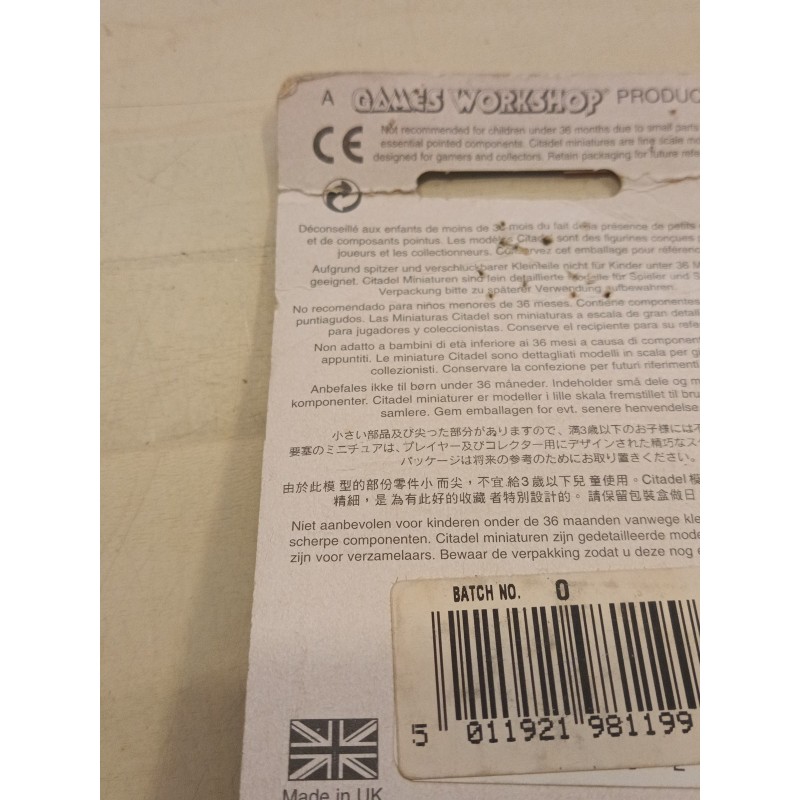 A GAMES WORKSHOP PRODUC
CE Not recommended for children under 36 months due to small parts
essential pointed components. Citadel miniatures are fine scale mo
designed for gamers and collectors. Retain packaging for future refe
Déconseillé aux enfants de moins de 36 mois du fait de la présence de petits
et de composants pointus. Les modèles Citadel sont des figurines conçues p
joueurs et les collectionneurs. Conservez cet emballage pour référenc
Aufgrund spitzer und verschluckbarer Kleinteile nicht für Kinder unter 36 M
geeignet. Citadel Miniaturen sind fein detaillierte Modelle für Spieler und S
Verpackung bitte zu späterer Verwendung aufbewahren.
No recomendado para niños menores de 36 meses. Contiene componentes
puntiagudos. Las Miniaturas Citadel son miniaturas a escala de gran detall
para jugadores y coleccionistas. Conserve el recipiente para su refe
Non adatto a bambini di età inferiore ai 36 mesi a causa di component
appuntiti. Le miniature Citadel sono dettagliati modelli in scala per g
collezionisti. Conservare la confezione per futuri riferimenti
Anbefales ikke til børn under 36 måneder. Indeholder små dele og m
komponenter. Citadel miniaturer er modeller i lille skala fremstillet til bru
samlere. Gem emballagen for evt. senere henvendelse
小さい部品及び尖った部分がありますので、満3歳以下のお子様には不
要塞のミニチュアは、プレイヤー及びコレクター用にデザインされた精巧なスケ
パッケージは将来の参考のためにお取り置きください。
由於此模 型的部份零件小 而尖，不宜 給3 歲以下兒 童使用。Citadel 模
精細，是 為有此好的收藏 者特別設計的。 請保留包裝盒做日
Niet aanbevolen voor kinderen onder de 36 maanden vanwege kle
scherpe componenten. Citadel miniaturen zijn gedetailleerde mode
zijn voor verzamelaars. Bewaar de verpakking zodat u deze nog e
BATCH NO. 0
5 011921 981199
Made in UK